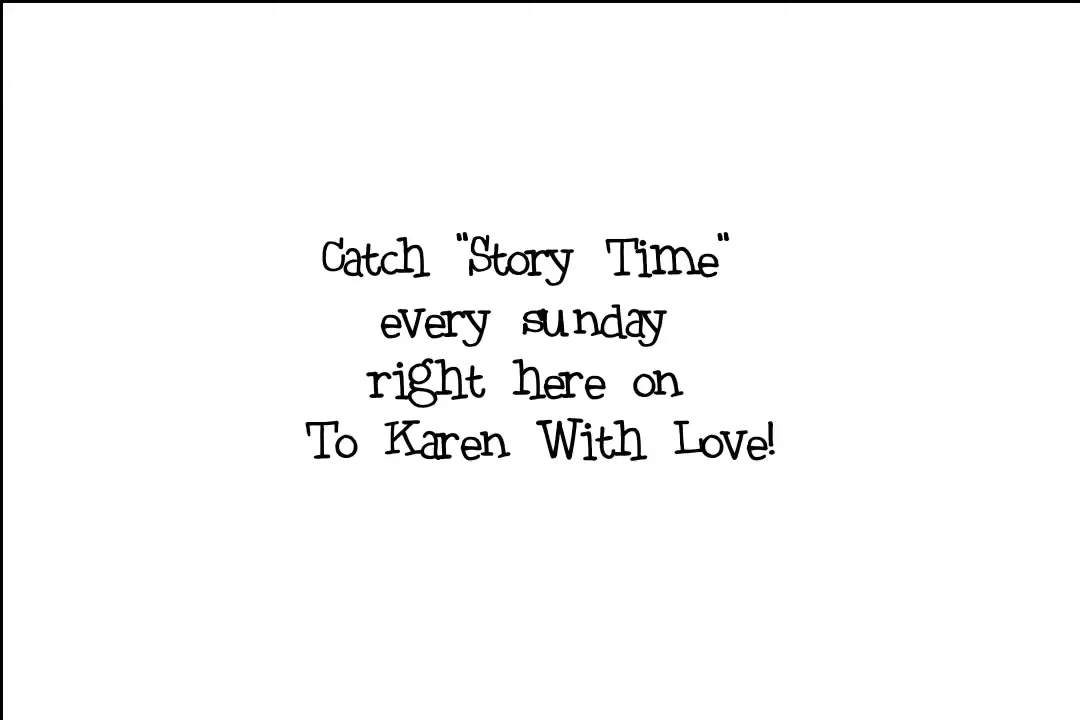 Catch "Story Time"
every sunday
right here on
To Karen With Love!